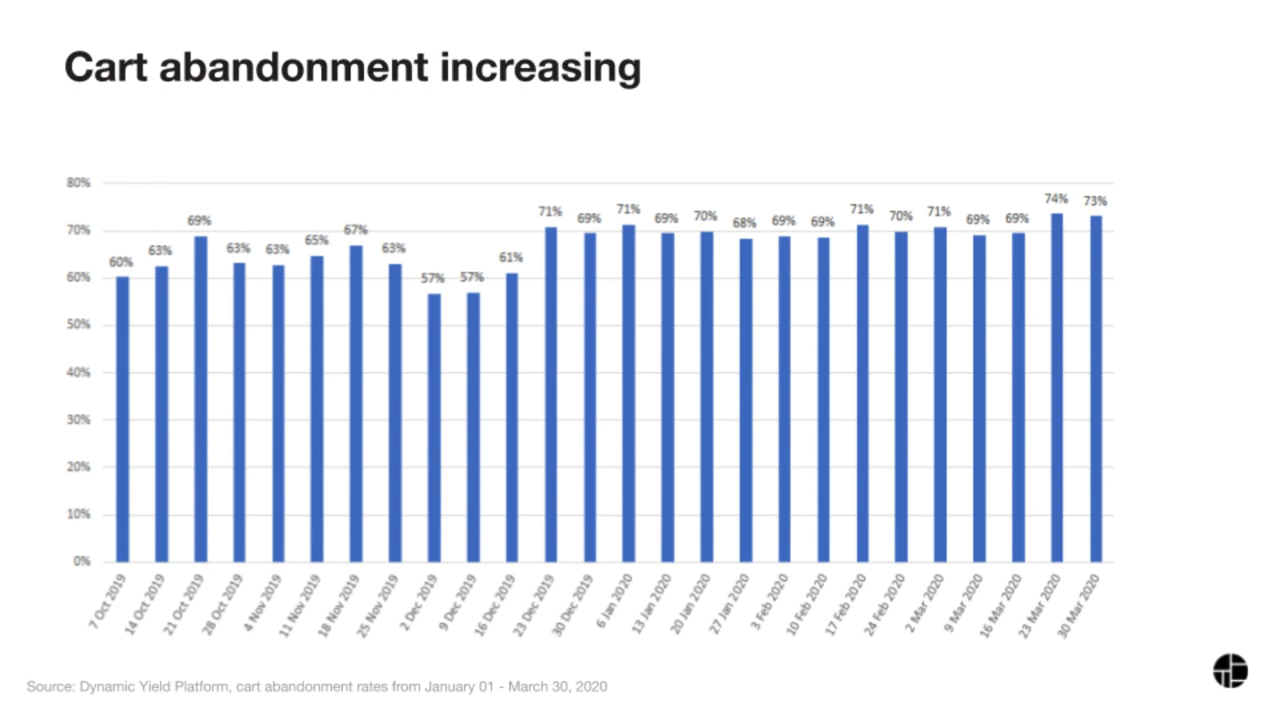 Cart abandonment increasing
80%
70%
60%
50%
40%
30%
20%
10%
0%
60%
63%
69%
63%
63%
65%
67%
63%
57%
57%
61%
71%
69%
71%
69%
70%
68%
69%
69%
71%
70%
71%
69%
69%
74%
73%
7 Oct 2019
14 Oct 2019
21 Oct 2019
28 Oct 2019
4 Nov 2019
11 Nov 2019
18 Nov 2019
25 Nov 2019
2 Dec 2019
9 Dec 2019
16 Dec 2019
23 Dec 2019
30 Dec 2019
6 Jan 2020
13 Jan 2020
20 Jan 2020
27 Jan 2020
3 Feb 2020
10 Feb 2020
17 Feb 2020
24 Feb 2020
2 Mar 2020
9 Mar 2020
16 Mar 2020
23 Mar 2020
30 Mar 2020
Source: Dynamic Yield Platform, cart abandonment rates from January 01 - March 30, 2020